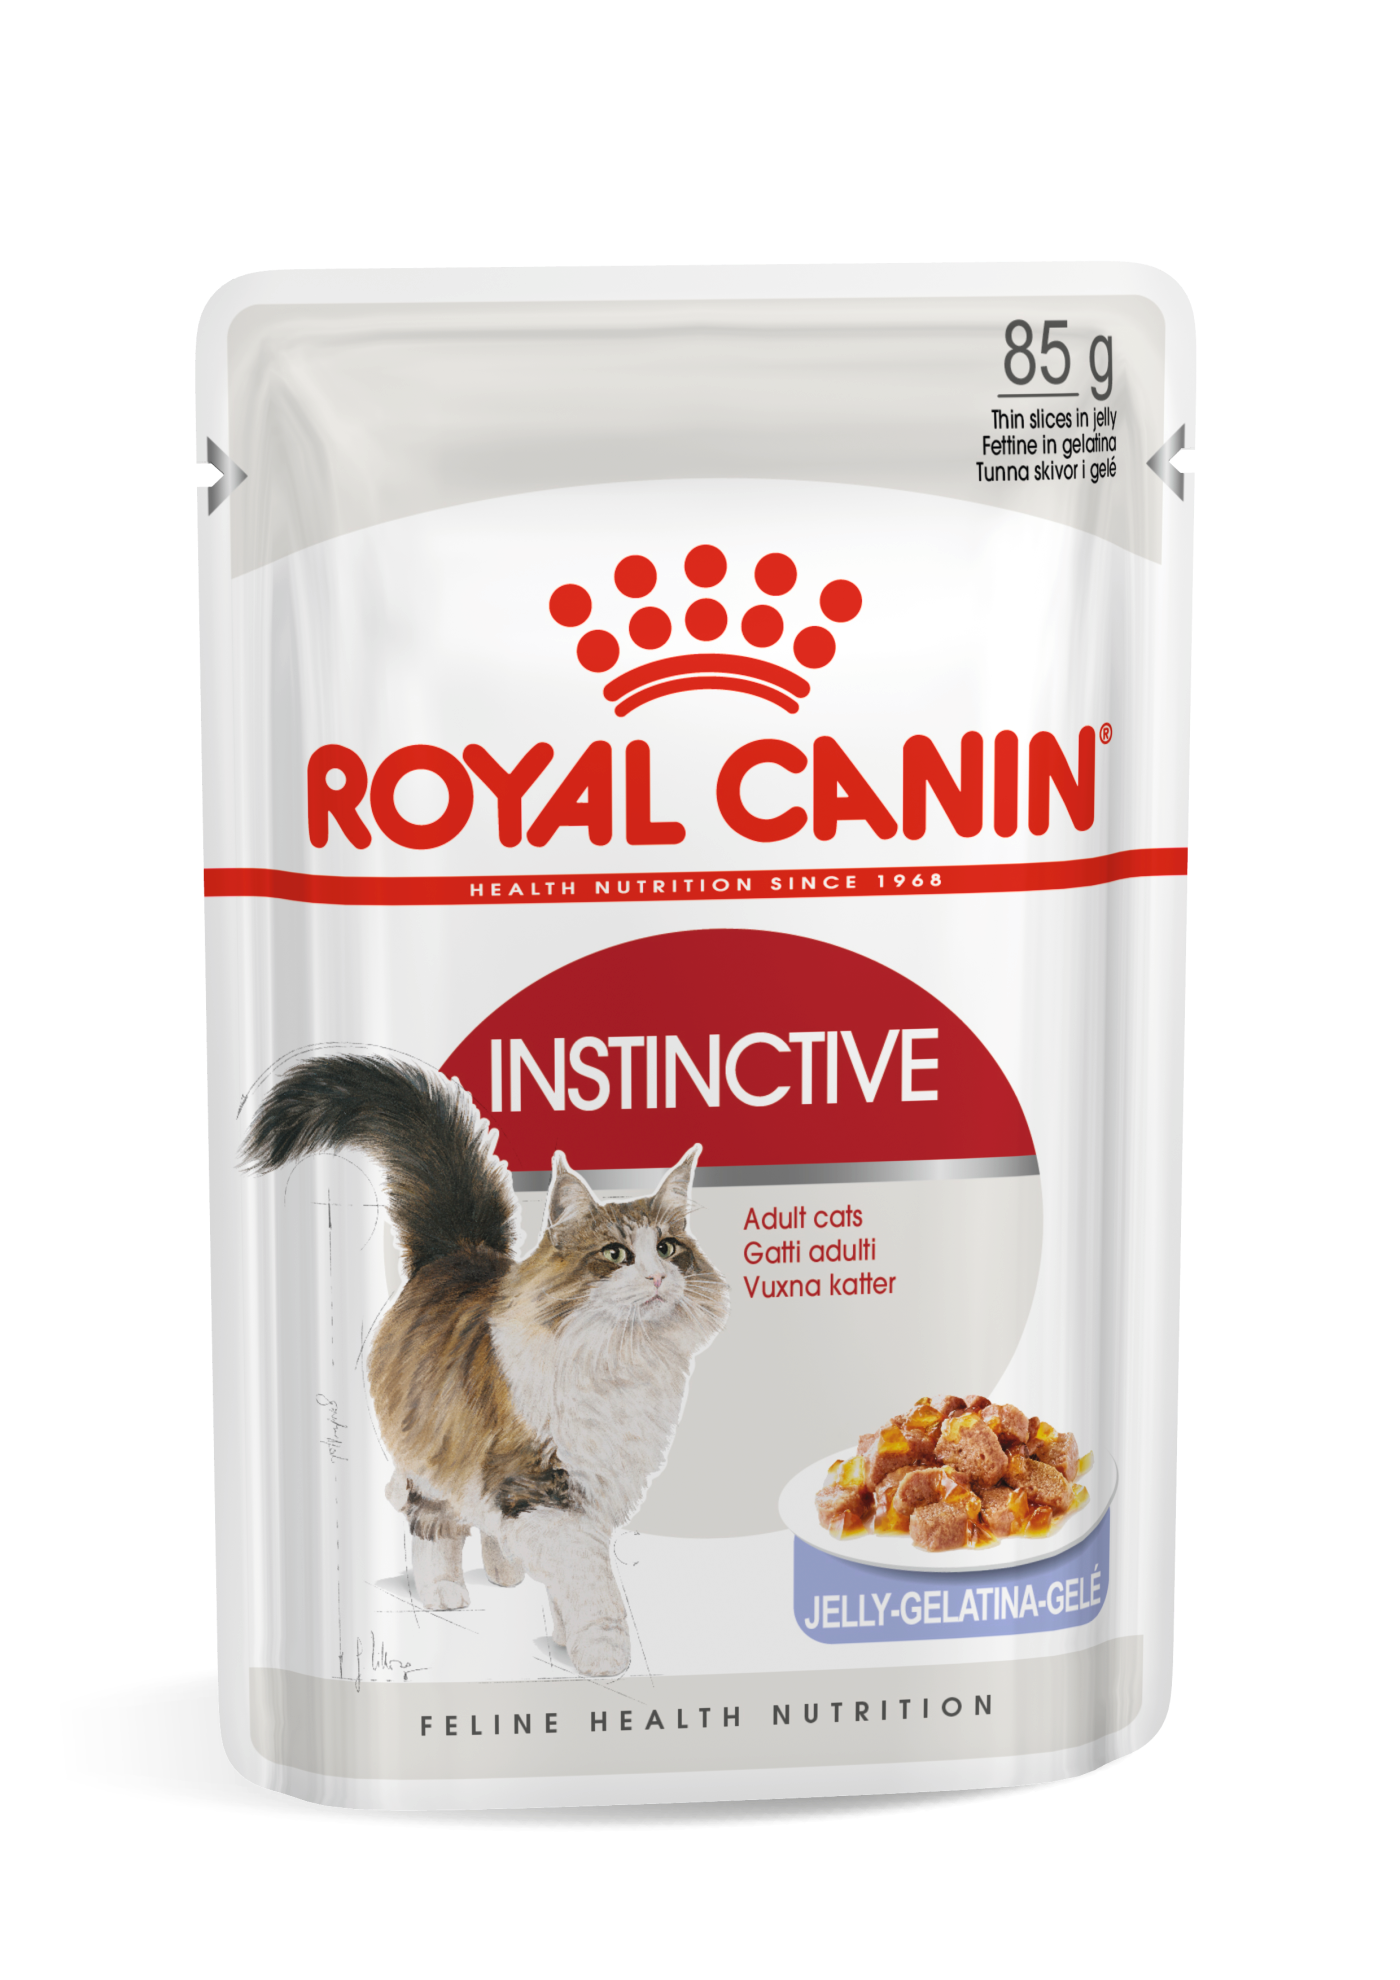 85 g
Thin slices in jelly
Fettine in gelatina
Tunna skivor i gelé
ROYAL CANIN®
HEALTH NUTRITION SINCE 1968
INSTINCTIVE
Adult cats
Gatti adulti
Vuxna katter
JELLY-GELATINA-GELÉ
FELINE HEALTH NUTRITION